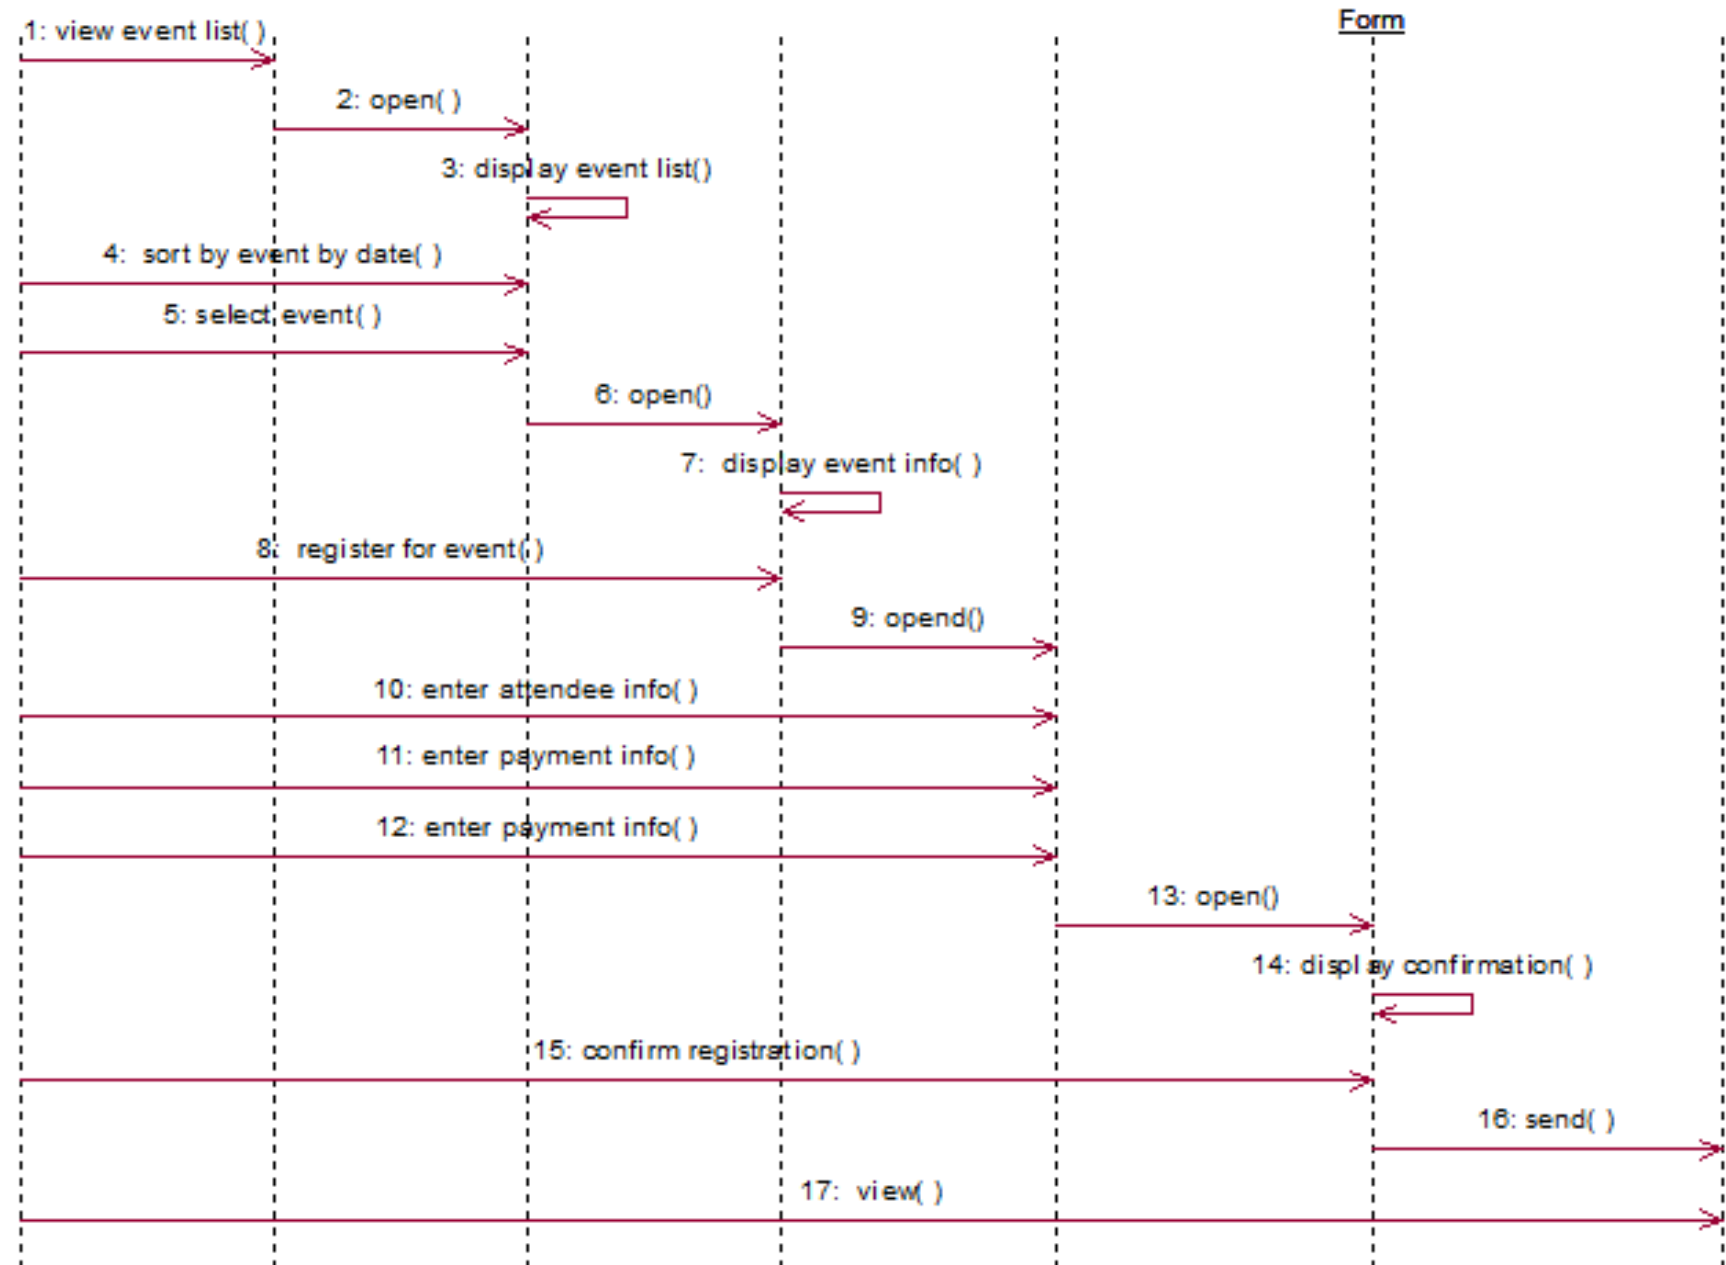 Form
1: view event list( )
2: open( )
3: display event list()
4: sort by event by date( )
5: select event( )
6: open()
7: display event info( )
8: register for event( )
9: opend()
10: enter attendee info( )
11: enter payment info( )
12: enter payment info( )
13: open()
14: display confirmation( )
15: confirm registration( )
16: send( )
17: view( )